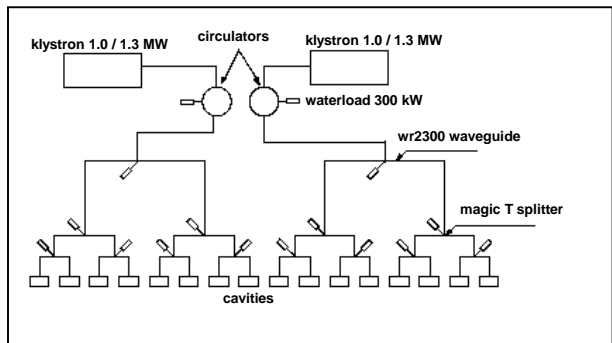 klystron 1.0 / 1.3 MW
circulators
klystron 1.0 / 1.3 MW
waterload 300 kW
wr2300 waveguide
magic T splitter
cavities